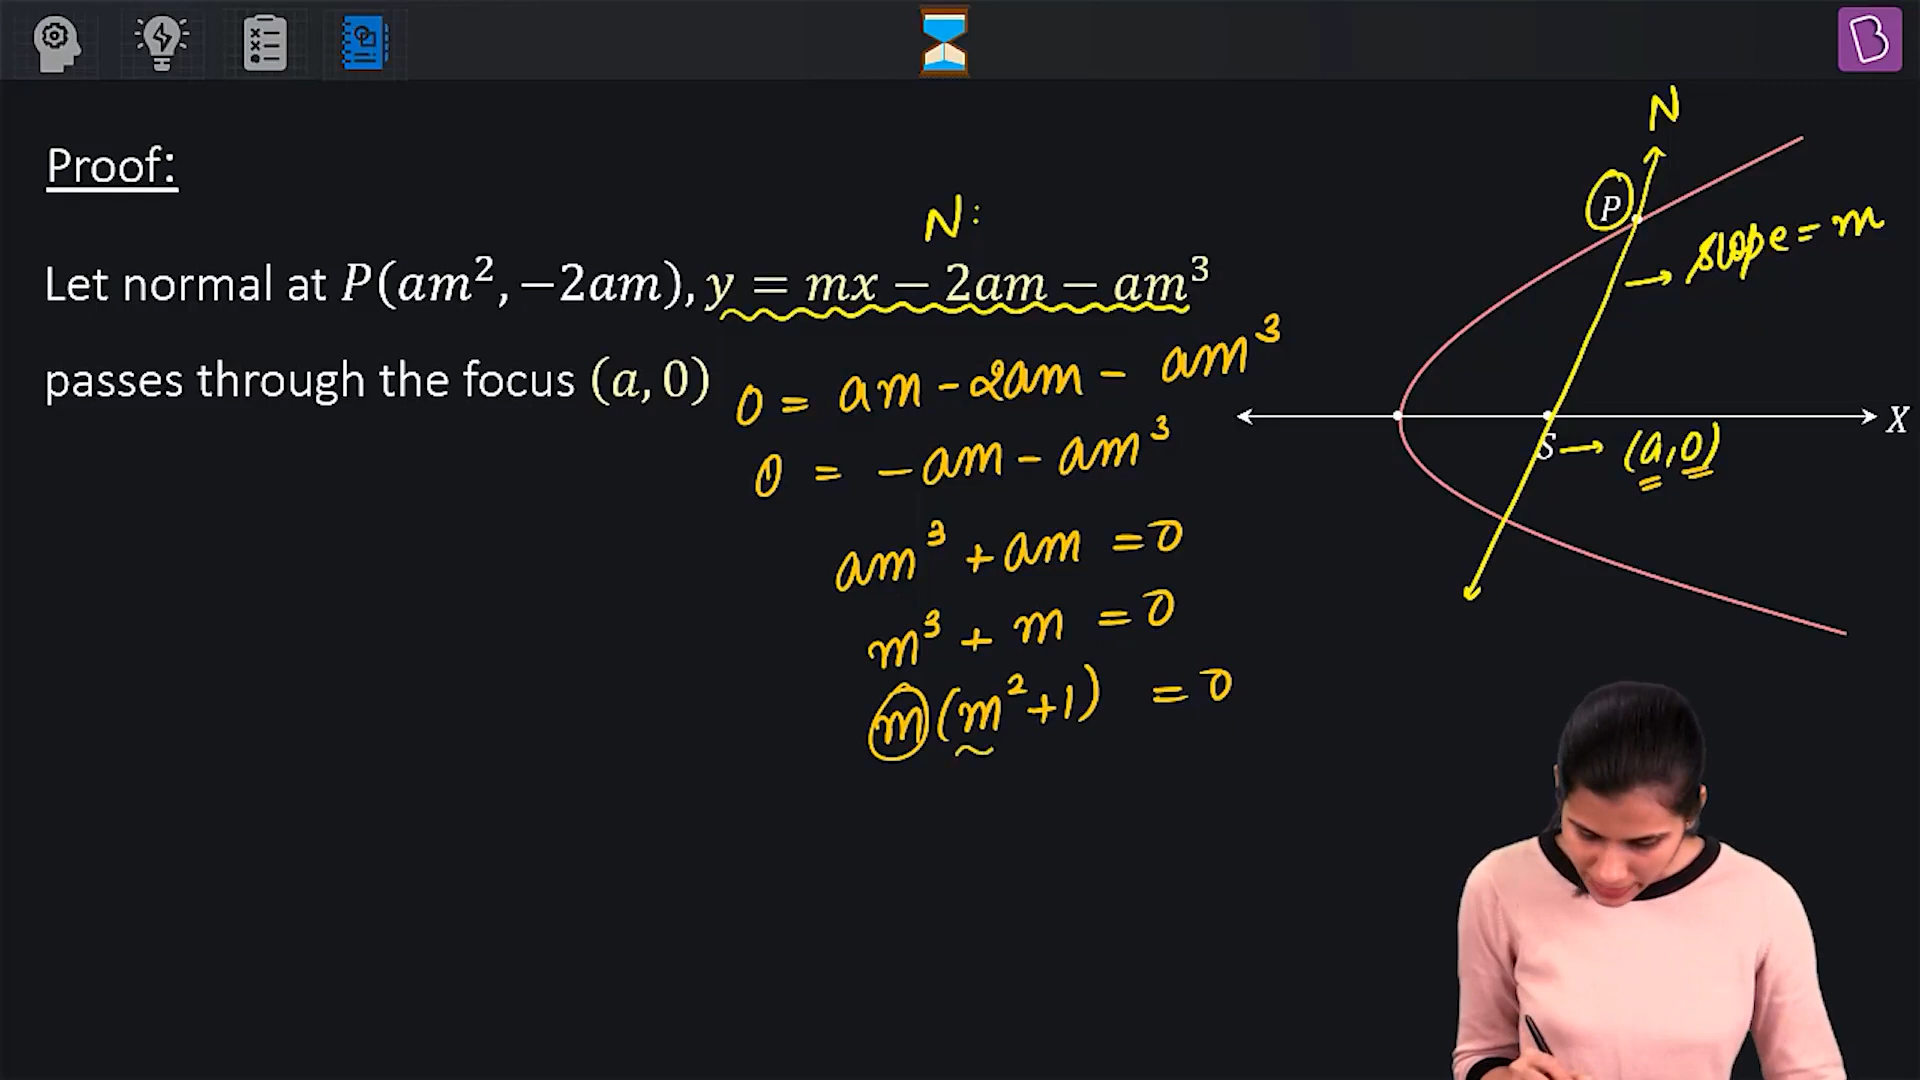 Proof:
N:
Let normal at P(am², −2am), y = mx − 2am − am³
passes through the focus (a, 0)
0 = am - 2am - am³
0 = -am - am³
am³ + am = 0
m³ + m = 0
m (m² + 1) = 0
N
P
→ slope = m
X
S → (a, 0)
B